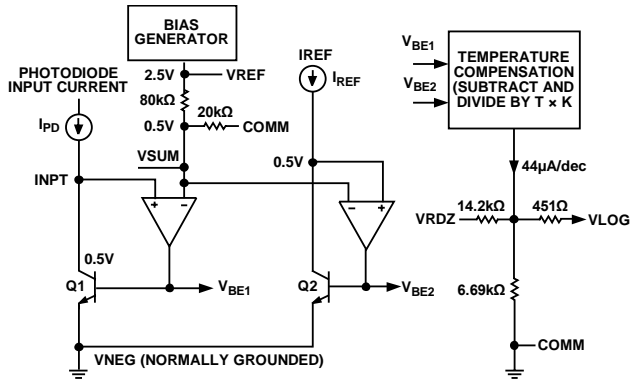 BIAS
GENERATOR
PHOTODIODE
INPUT CURRENT
IPD
2.5V
VREF
80kΩ
20kΩ
0.5V
COMM
VSUM
INPT
+
−
0.5V
Q1
VBE1
IREF
IREF
0.5V
−
+
Q2
VBE2
VNEG (NORMALLY GROUNDED)
VBE1
VBE2
TEMPERATURE
COMPENSATION
(SUBTRACT AND
DIVIDE BY T × K
44µA/dec
14.2kΩ
451Ω
VRDZ
VLOG
6.69kΩ
COMM